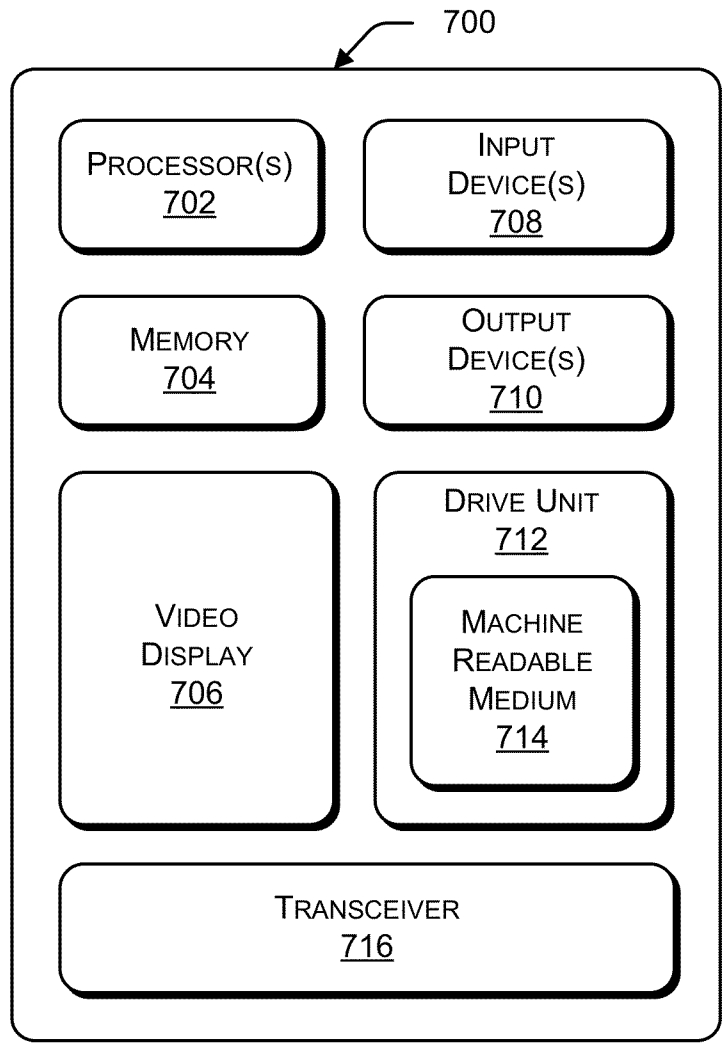 700
PROCESSOR(S)
702
INPUT
DEVICE(S)
708
MEMORY
704
OUTPUT
DEVICE(S)
710
VIDEO
DISPLAY
706
DRIVE UNIT
712
MACHINE
READABLE
MEDIUM
714
TRANSCEIVER
716